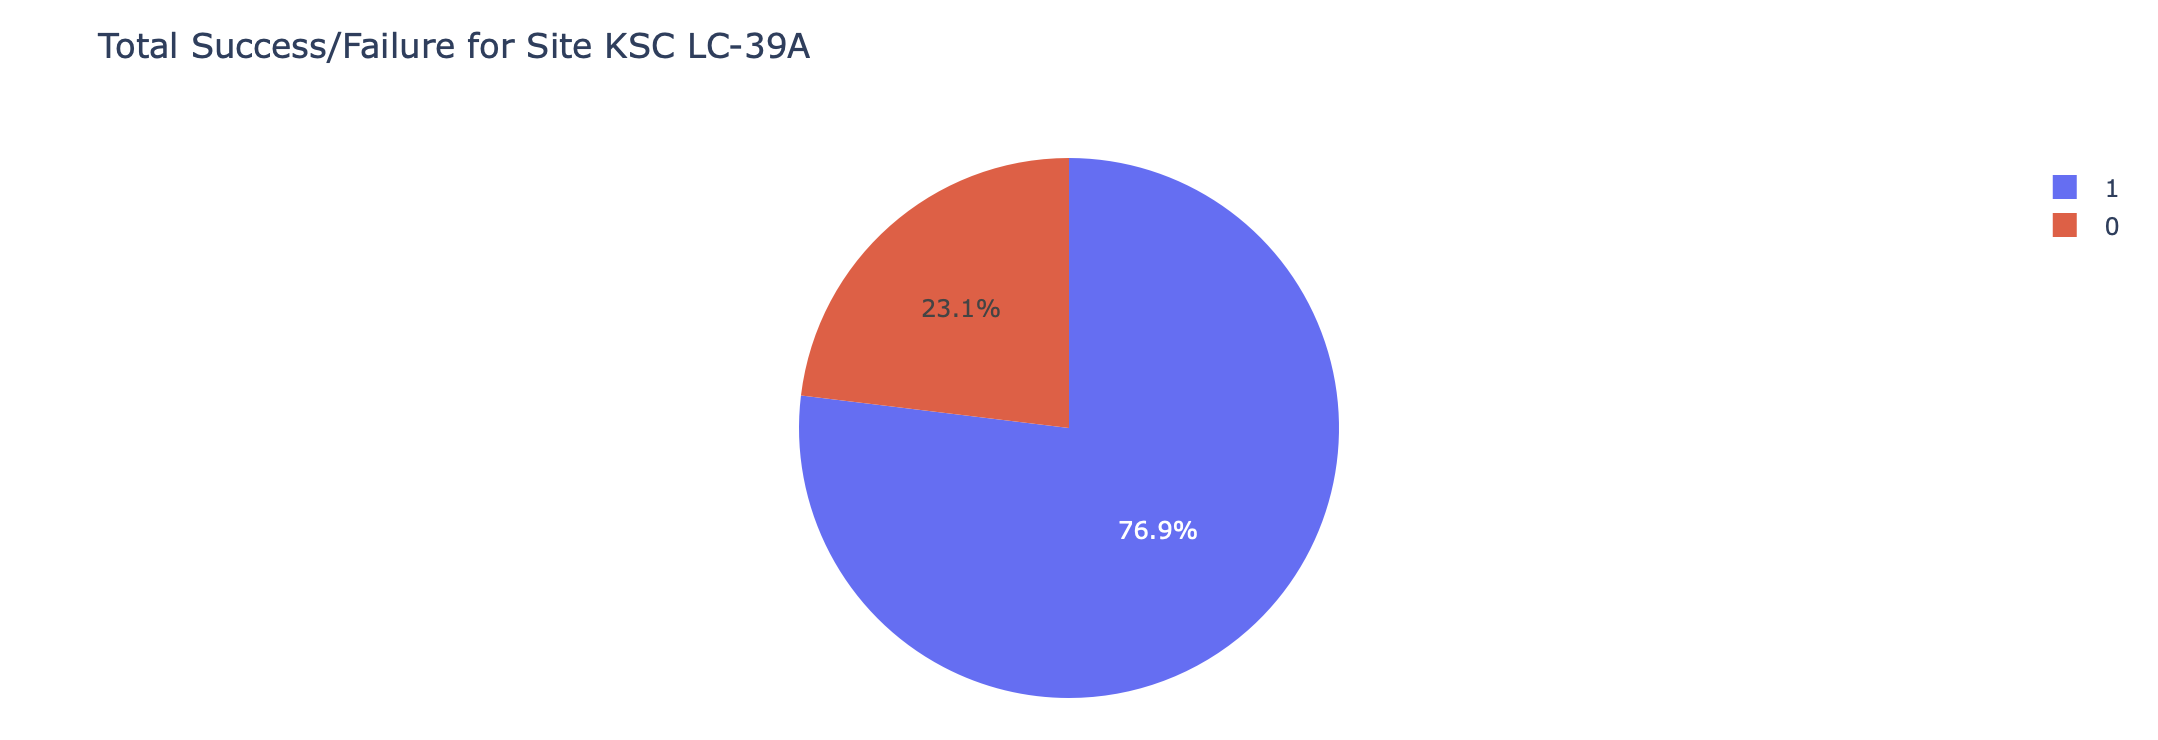 Total Success/Failure for Site KSC LC-39A
1
0
23.1%
76.9%